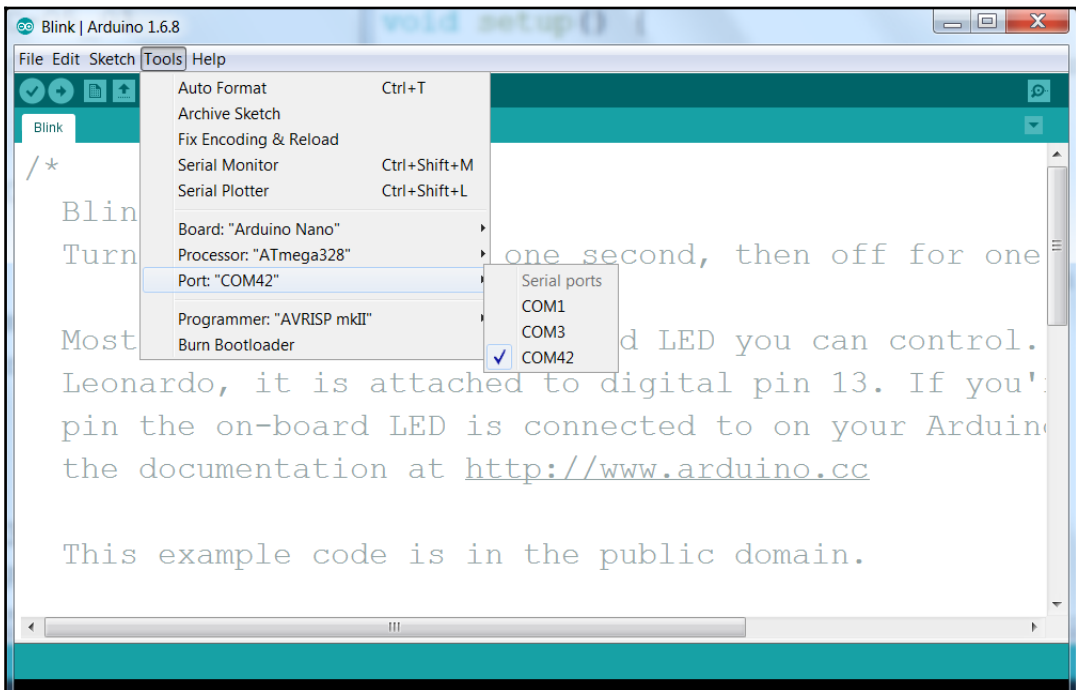 void setup() {
Blink | Arduino 1.6.8
File Edit Sketch Tools Help
Auto Format Ctrl+T
Archive Sketch
Fix Encoding & Reload
Serial Monitor Ctrl+Shift+M
Serial Plotter Ctrl+Shift+L
Board: "Arduino Nano"
Processor: "ATmega328"
Port: "COM42"
Programmer: "AVRISP mkII"
Burn Bootloader
Serial ports
COM1
COM3
COM42
Blink
/*
Blin
Turn one second, then off for one
Most d LED you can control.
Leonardo, it is attached to digital pin 13. If you'
pin the on-board LED is connected to on your Arduin
the documentation at http://www.arduino.cc
This example code is in the public domain.